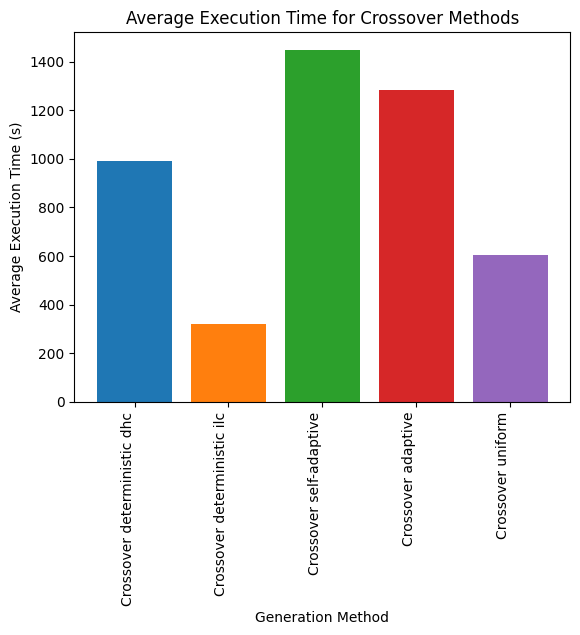 Average Execution Time for Crossover Methods
Average Execution Time (s)
1400
1200
1000
800
600
400
200
0
Crossover deterministic dhc
Crossover deterministic ilc
Crossover self-adaptive
Crossover adaptive
Crossover uniform
Generation Method